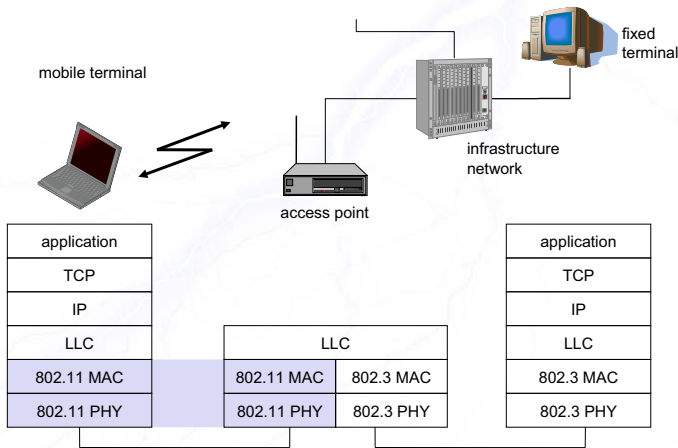 fixed
terminal
mobile terminal
infrastructure
network
access point
application
TCP
IP
LLC
802.11 MAC
802.11 PHY
LLC
802.11 MAC 802.3 MAC
802.11 PHY 802.3 PHY
application
TCP
IP
LLC
802.3 MAC
802.3 PHY